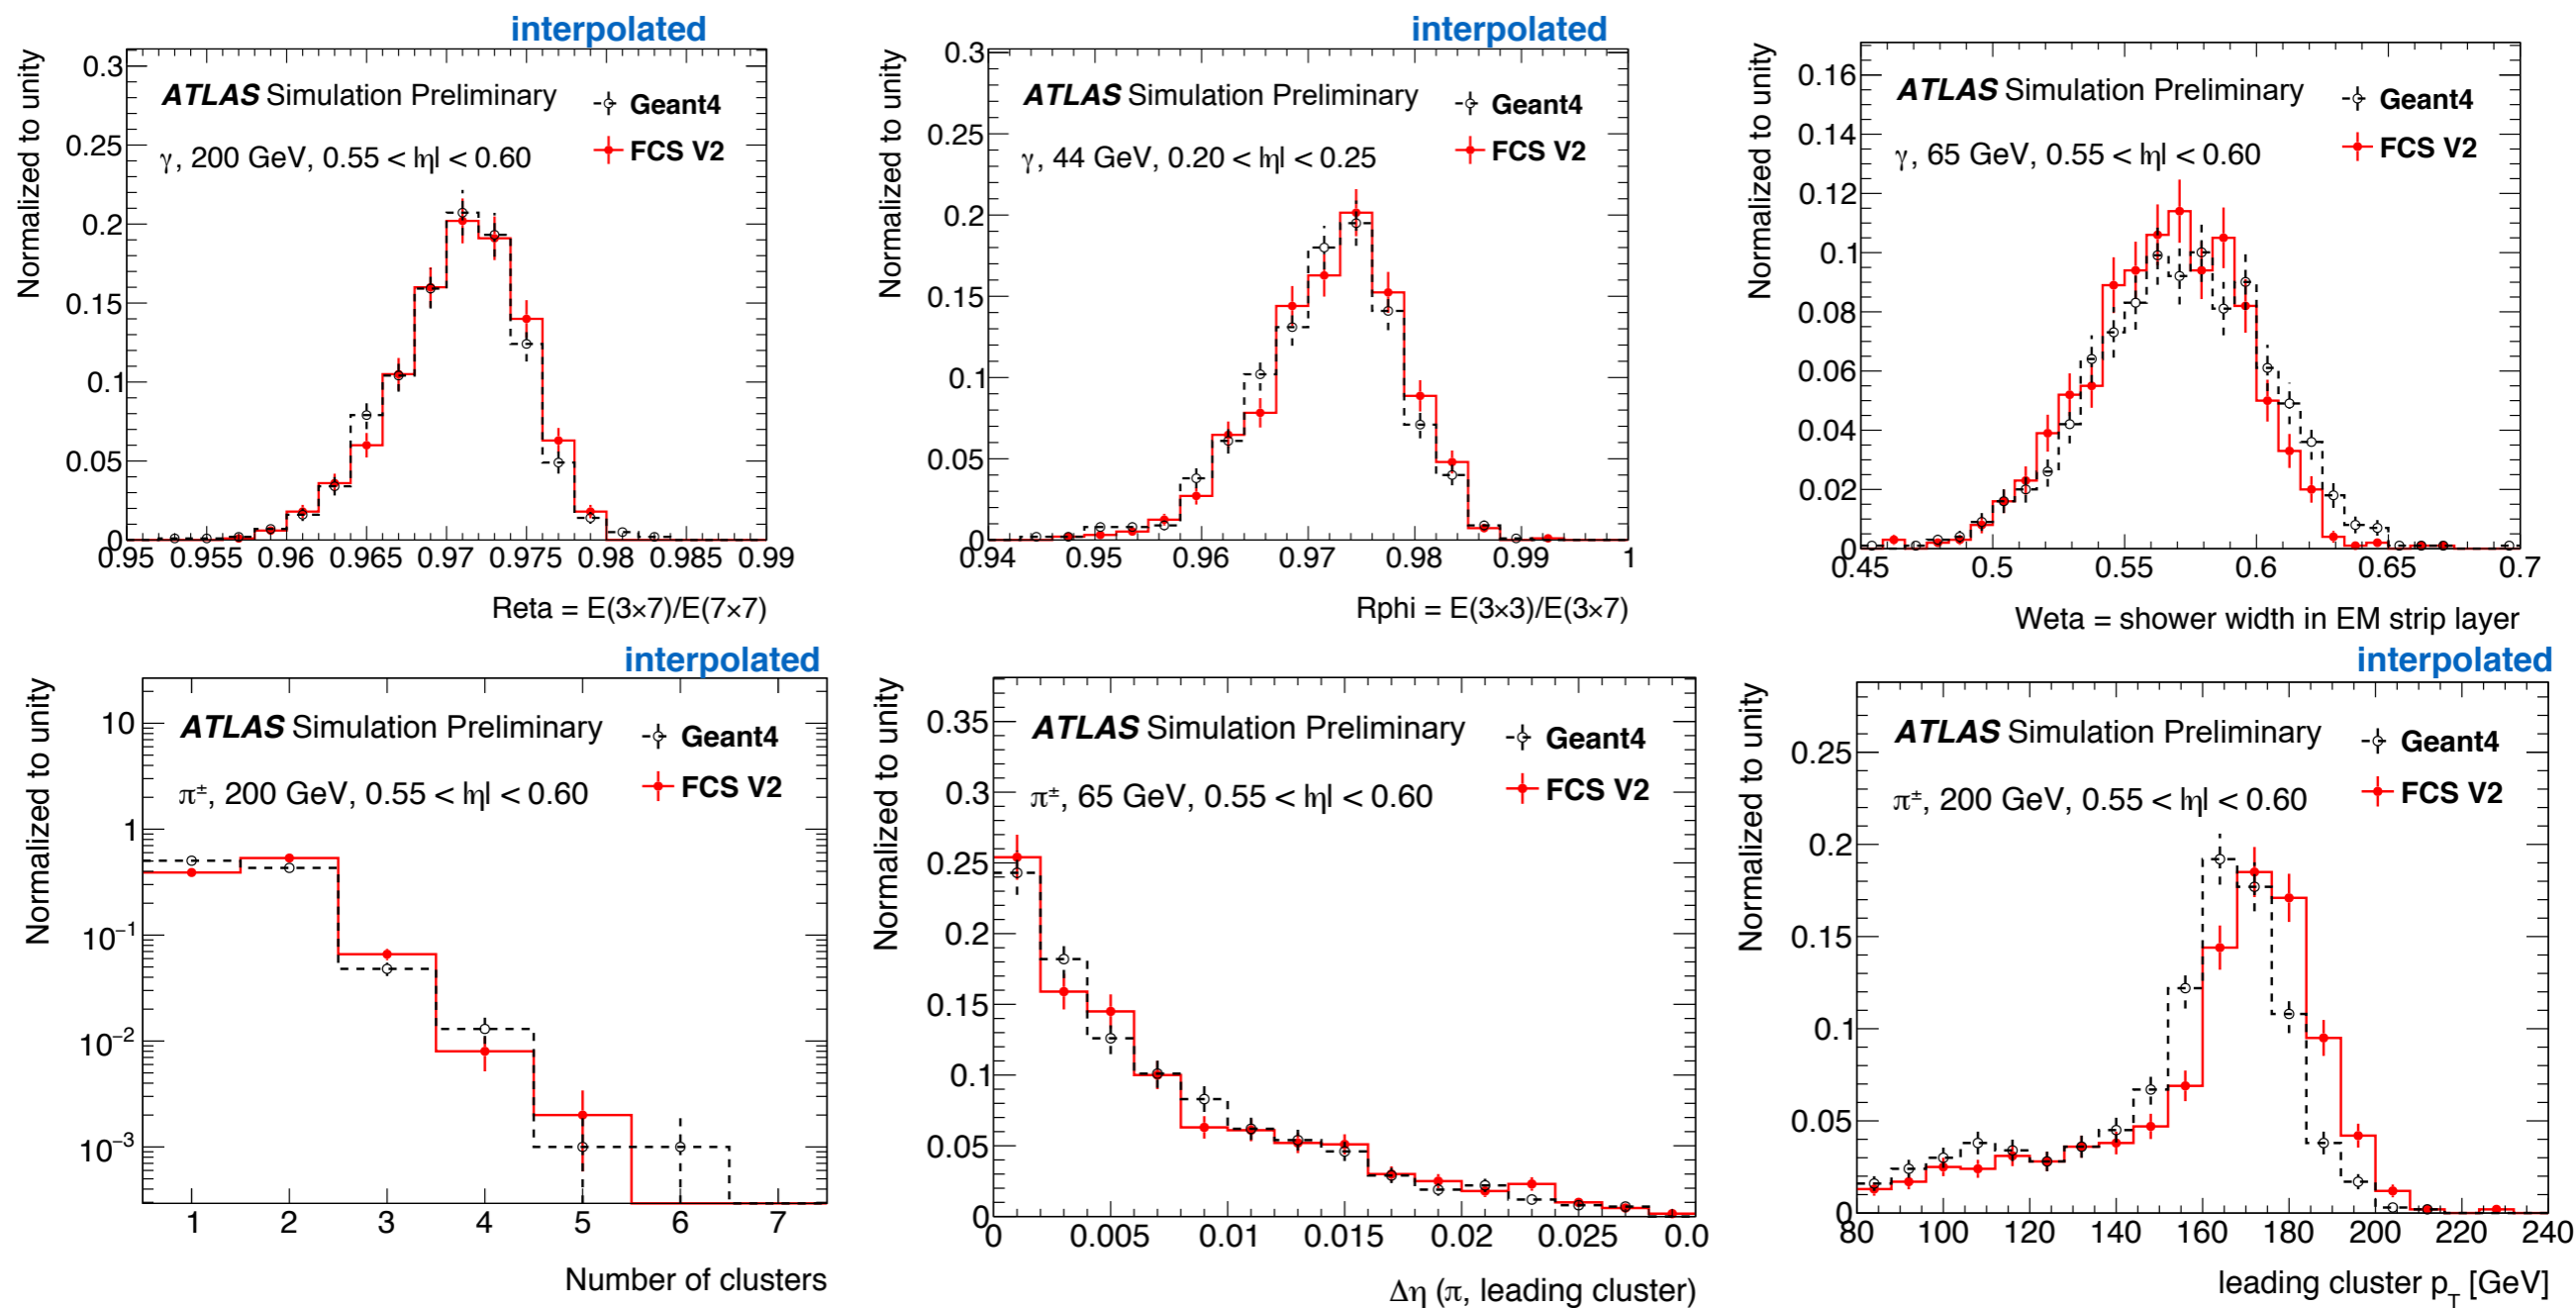 interpolated
Normalized to unity
ATLAS Simulation Preliminary
Geant4
FCS V2
γ, 200 GeV, 0.55 < |η| < 0.60
0.3
0.25
0.2
0.15
0.1
0.05
0
0.95 0.955 0.96 0.965 0.97 0.975 0.98 0.985 0.99
Reta = E(3×7)/E(7×7)
interpolated
Normalized to unity
ATLAS Simulation Preliminary
Geant4
FCS V2
γ, 44 GeV, 0.20 < |η| < 0.25
0.3
0.25
0.2
0.15
0.1
0.05
0
0.94 0.95 0.96 0.97 0.98 0.99 1
Rphi = E(3×3)/E(3×7)
Normalized to unity
ATLAS Simulation Preliminary
Geant4
FCS V2
γ, 65 GeV, 0.55 < |η| < 0.60
0.16
0.14
0.12
0.1
0.08
0.06
0.04
0.02
0
0.45 0.5 0.55 0.6 0.65 0.7
Weta = shower width in EM strip layer
interpolated
Normalized to unity
ATLAS Simulation Preliminary
Geant4
FCS V2
π±, 200 GeV, 0.55 < |η| < 0.60
10
1
10⁻¹
10⁻²
10⁻³
1 2 3 4 5 6 7
Number of clusters
Normalized to unity
ATLAS Simulation Preliminary
Geant4
FCS V2
π±, 65 GeV, 0.55 < |η| < 0.60
0.35
0.3
0.25
0.2
0.15
0.1
0.05
0
0 0.005 0.01 0.015 0.02 0.025 0.0
Δη (π, leading cluster)
interpolated
Normalized to unity
ATLAS Simulation Preliminary
Geant4
FCS V2
π±, 200 GeV, 0.55 < |η| < 0.60
0.25
0.2
0.15
0.1
0.05
0
80 100 120 140 160 180 200 220 240
leading cluster p_T [GeV]